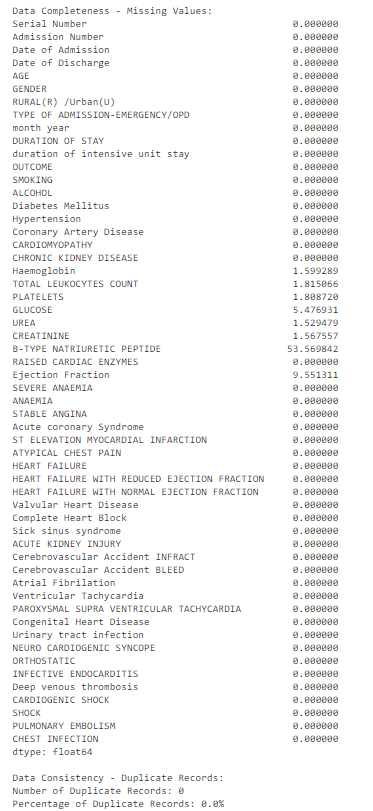 Data Completeness - Missing Values:
Serial Number 0.000000
Admission Number 0.000000
Date of Admission 0.000000
Date of Discharge 0.000000
AGE 0.000000
GENDER 0.000000
RURAL(R) /Urban(U) 0.000000
TYPE OF ADMISSION-EMERGENCY/OPD 0.000000
month year 0.000000
DURATION OF STAY 0.000000
duration of intensive unit stay 0.000000
OUTCOME 0.000000
SMOKING 0.000000
ALCOHOL 0.000000
Diabetes Mellitus 0.000000
Hypertension 0.000000
Coronary Artery Disease 0.000000
CARDIOMYOPATHY 0.000000
CHRONIC KIDNEY DISEASE 0.000000
Haemoglobin 1.599289
TOTAL LEUKOCYTES COUNT 1.815066
PLATELETS 1.808720
GLUCOSE 5.476931
UREA 1.529479
CREATININE 1.567557
B-TYPE NATRIURETIC PEPTIDE 53.569842
RAISED CARDIAC ENZYMES 0.000000
Ejection Fraction 9.551311
SEVERE ANAEMIA 0.000000
ANAEMIA 0.000000
STABLE ANGINA 0.000000
Acute coronary Syndrome 0.000000
ST ELEVATION MYOCARDIAL INFARCTION 0.000000
ATYPICAL CHEST PAIN 0.000000
HEART FAILURE 0.000000
HEART FAILURE WITH REDUCED EJECTION FRACTION 0.000000
HEART FAILURE WITH NORMAL EJECTION FRACTION 0.000000
Valvular Heart Disease 0.000000
Complete Heart Block 0.000000
Sick sinus syndrome 0.000000
ACUTE KIDNEY INJURY 0.000000
Cerebrovascular Accident INFRACT 0.000000
Cerebrovascular Accident BLEED 0.000000
Atrial Fibrilation 0.000000
Ventricular Tachycardia 0.000000
PAROXYSMAL SUPRA VENTRICULAR TACHYCARDIA 0.000000
Congenital Heart Disease 0.000000
Urinary tract infection 0.000000
NEURO CARDIOGENIC SYNCOPE 0.000000
ORTHOSTATIC 0.000000
INFECTIVE ENDOCARDITIS 0.000000
Deep venous thrombosis 0.000000
CARDIOGENIC SHOCK 0.000000
SHOCK 0.000000
PULMONARY EMBOLISM 0.000000
CHEST INFECTION 0.000000
dtype: float64

Data Consistency - Duplicate Records:
Number of Duplicate Records: 0
Percentage of Duplicate Records: 0.0%